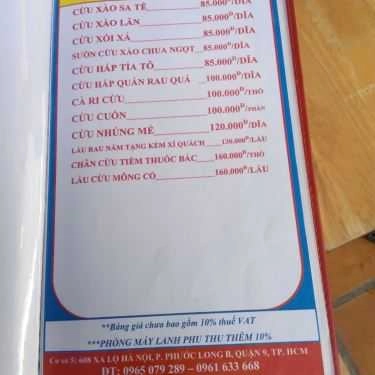 CỪU XÀO SA TẾ 85.000Đ/DĨA
CỪU XÀO LĂN 85.000Đ/DĨA
CỪU XÔI XẢ 85.000Đ/DĨA
SƯỜN CỪU XÀO CHUA NGỌT 85.000Đ/DĨA
CỪU HẤP TÍA TÔ 85.000Đ/DĨA
CỪU HẤP QUẤN RAU QUẢ 100.000Đ/DĨA
CÀ RI CỪU 100.000Đ/THỐ
CỪU CUỐN 100.000Đ/PHẦN
CỪU NHÚNG MẺ 120.000Đ/DĨA
LẨU RAU NẤM TẶNG KÈM XÍ QUÁCH 120.000Đ/LẨU
CHÂN CỪU TIỀM THUỐC BẮC 160.000Đ/THỐ
LẨU CỪU MÔNG CỔ 160.000Đ/LẨU
**Bảng giá chưa bao gồm 10% thuế VAT
***PHÒNG MÁY LẠNH PHỤ THU THÊM 10%
Cơ sở 5: 608 XA LỘ HÀ NỘI, P. PHƯỚC LONG B, QUẬN 9, TP. HCM
ĐT: 0965 079 289 – 0961 633 668